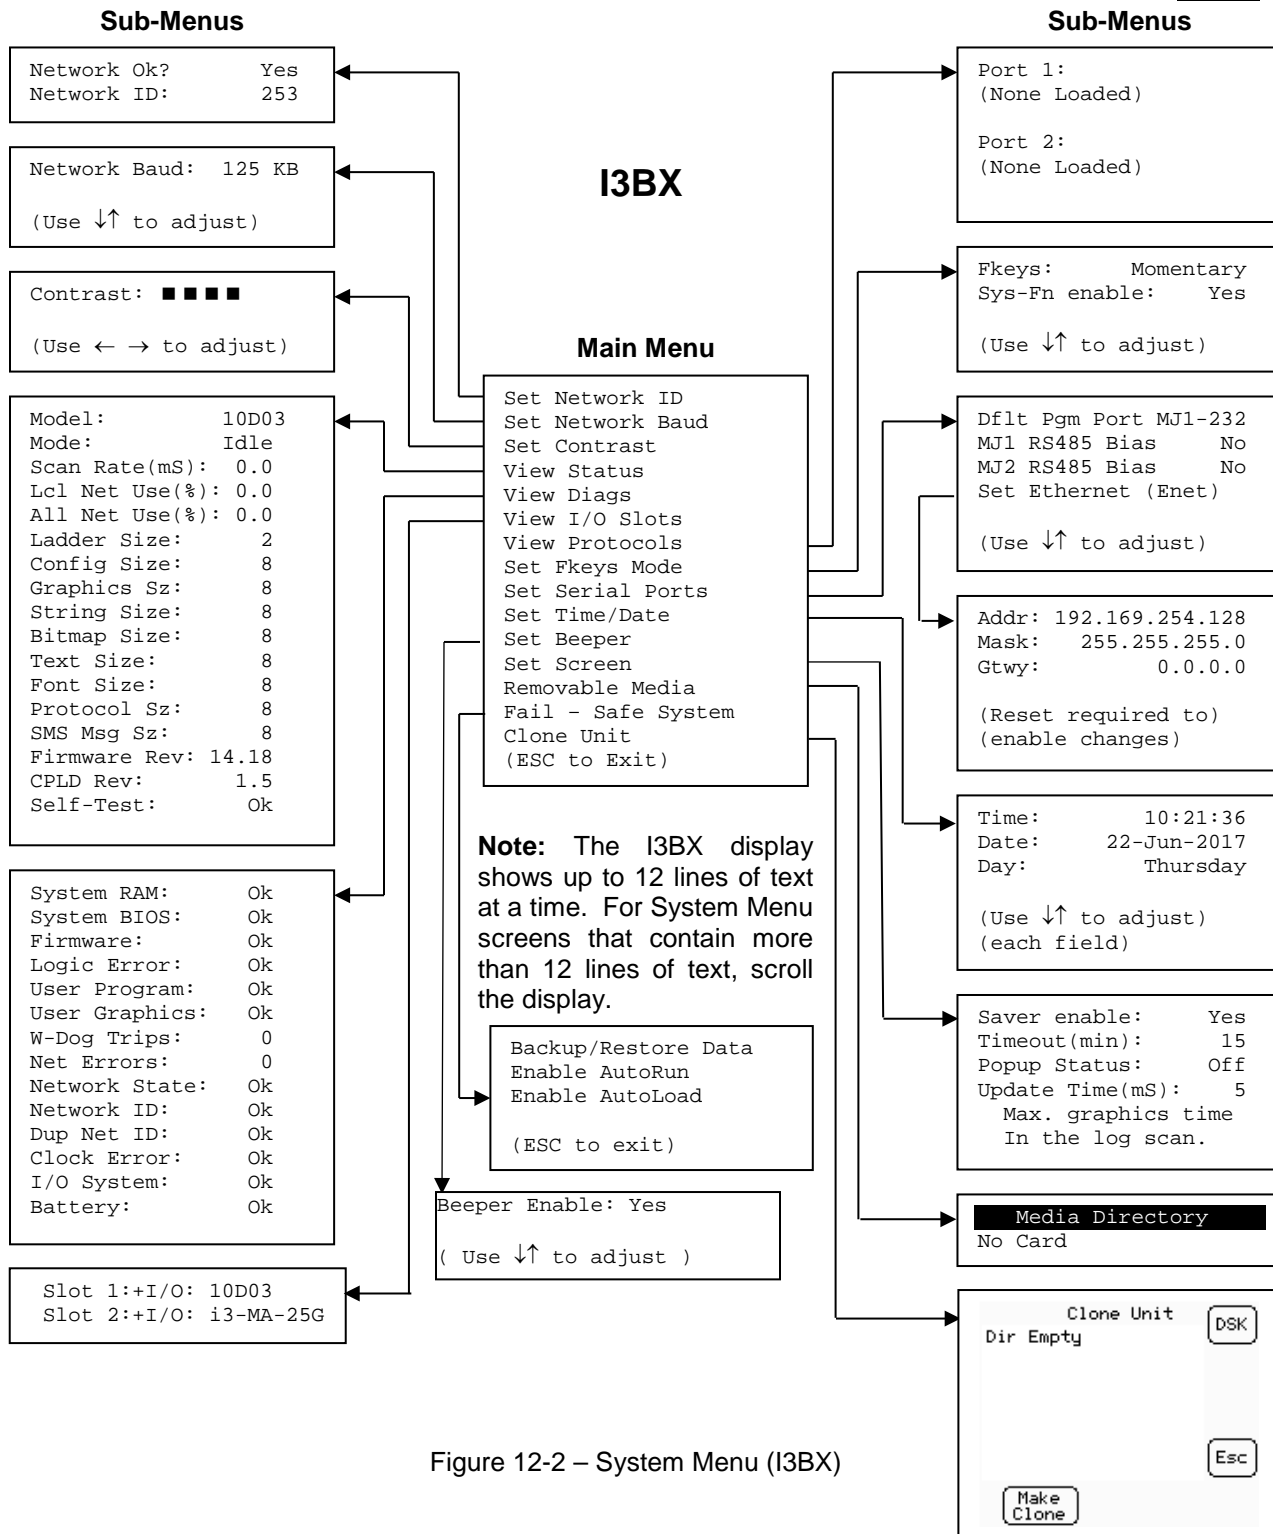 Sub-Menus
Network Ok? Yes
Network ID: 253
Network Baud: 125 KB
(Use ↓↑ to adjust)
Contrast: ■ ■ ■ ■
(Use ← → to adjust)
Model: 10D03
Mode: Idle
Scan Rate(mS): 0.0
Lcl Net Use(%): 0.0
All Net Use(%): 0.0
Ladder Size: 2
Config Size: 8
Graphics Sz: 8
String Size: 8
Bitmap Size: 8
Text Size: 8
Font Size: 8
Protocol Sz: 8
SMS Msg Sz: 8
Firmware Rev: 14.18
CPLD Rev: 1.5
Self-Test: Ok
System RAM: Ok
System BIOS: Ok
Firmware: Ok
Logic Error: Ok
User Program: Ok
User Graphics: Ok
W-Dog Trips: 0
Net Errors: 0
Network State: Ok
Network ID: Ok
Dup Net ID: Ok
Clock Error: Ok
I/O System: Ok
Battery: Ok
Slot 1:+I/O: 10D03
Slot 2:+I/O: i3-MA-25G
I3BX
Main Menu
Set Network ID
Set Network Baud
Set Contrast
View Status
View Diags
View I/O Slots
View Protocols
Set Fkeys Mode
Set Serial Ports
Set Time/Date
Set Beeper
Set Screen
Removable Media
Fail – Safe System
Clone Unit
(ESC to Exit)
Note: The I3BX display
shows up to 12 lines of text
at a time. For System Menu
screens that contain more
than 12 lines of text, scroll
the display.
Backup/Restore Data
Enable AutoRun
Enable AutoLoad
(ESC to exit)
Beeper Enable: Yes
( Use ↓↑ to adjust )
Sub-Menus
Port 1:
(None Loaded)
Port 2:
(None Loaded)
Fkeys: Momentary
Sys-Fn enable: Yes
(Use ↓↑ to adjust)
Dflt Pgm Port MJ1-232
MJ1 RS485 Bias No
MJ2 RS485 Bias No
Set Ethernet (Enet)
(Use ↓↑ to adjust)
Addr: 192.169.254.128
Mask: 255.255.255.0
Gtwy: 0.0.0.0
(Reset required to)
(enable changes)
Time: 10:21:36
Date: 22-Jun-2017
Day: Thursday
(Use ↓↑ to adjust)
(each field)
Saver enable: Yes
Timeout(min): 15
Popup Status: Off
Update Time(mS): 5
Max. graphics time
In the log scan.
Media Directory
No Card
Clone Unit
DSK
Dir Empty
Esc
Make
Clone
Figure 12-2 – System Menu (I3BX)